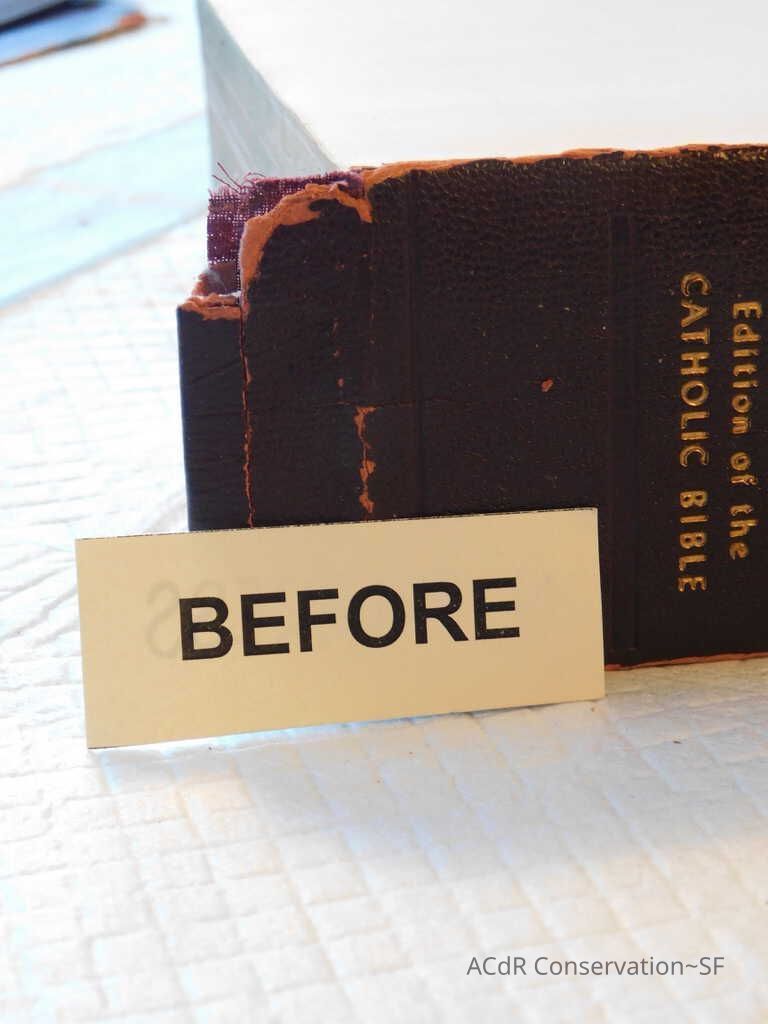 Edition of the
CATHOLIC BIBLE
BEFORE
ACdR Conservation~SF